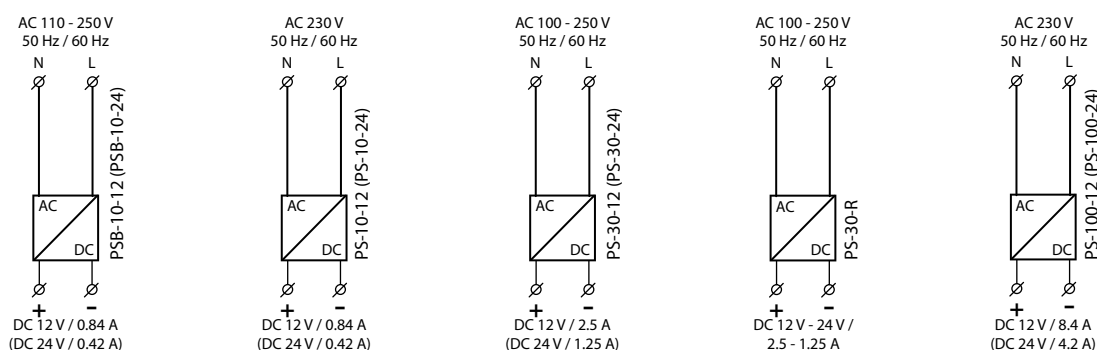 AC 110 - 250 V
50 Hz / 60 Hz
N L
PSB-10-12 (PSB-10-24)
AC
DC
+ -
DC 12 V / 0.84 A
(DC 24 V / 0.42 A)
AC 230 V
50 Hz / 60 Hz
N L
PS-10-12 (PS-10-24)
AC
DC
+ -
DC 12 V / 0.84 A
(DC 24 V / 0.42 A)
AC 100 - 250 V
50 Hz / 60 Hz
N L
PS-30-12 (PS-30-24)
AC
DC
+ -
DC 12 V / 2.5 A
(DC 24 V / 1.25 A)
AC 100 - 250 V
50 Hz / 60 Hz
N L
PS-30-R
AC
DC
+ -
DC 12 V - 24 V /
2.5 - 1.25 A
AC 230 V
50 Hz / 60 Hz
N L
PS-100-12 (PS-100-24)
AC
DC
+ -
DC 12 V / 8.4 A
(DC 24 V / 4.2 A)